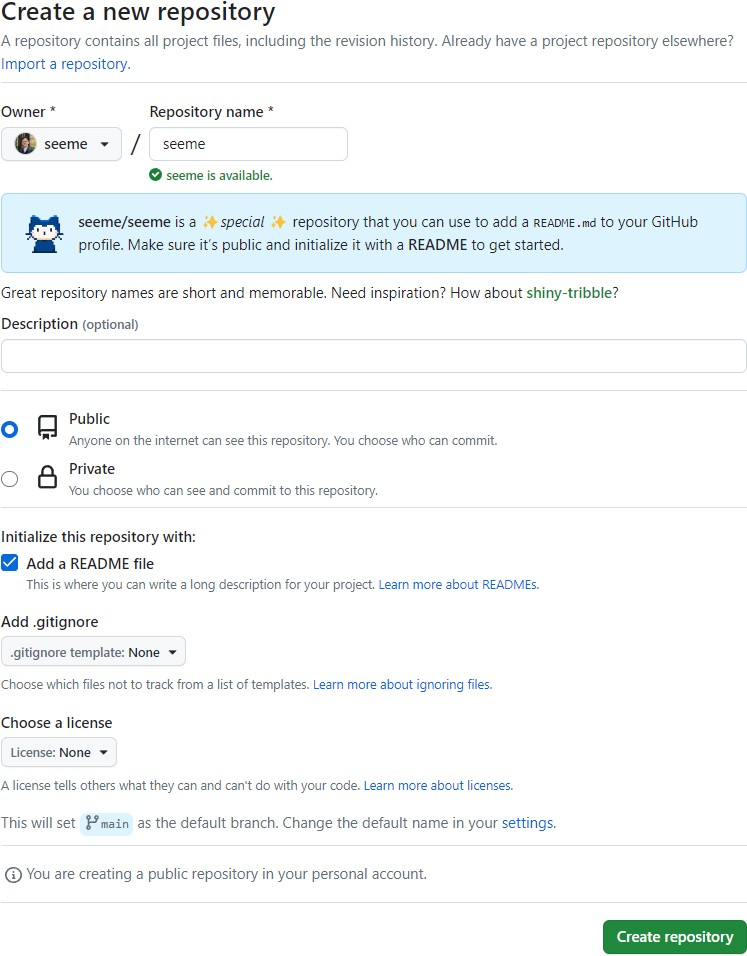 Create a new repository
A repository contains all project files, including the revision history. Already have a project repository elsewhere?
Import a repository.
Owner *
Repository name *
seeme
/
seeme
seeme is available.
seeme/seeme is a ✨ special ✨ repository that you can use to add a README.md to your GitHub
profile. Make sure it's public and initialize it with a README to get started.
Great repository names are short and memorable. Need inspiration? How about shiny-tribble?
Description (optional)
Public
Anyone on the internet can see this repository. You choose who can commit.
Private
You choose who can see and commit to this repository.
Initialize this repository with:
Add a README file
This is where you can write a long description for your project. Learn more about READMEs.
Add .gitignore
.gitignore template: None
Choose which files not to track from a list of templates. Learn more about ignoring files.
Choose a license
License: None
A license tells others what they can and can't do with your code. Learn more about licenses.
This will set main as the default branch. Change the default name in your settings.
You are creating a public repository in your personal account.
Create repository